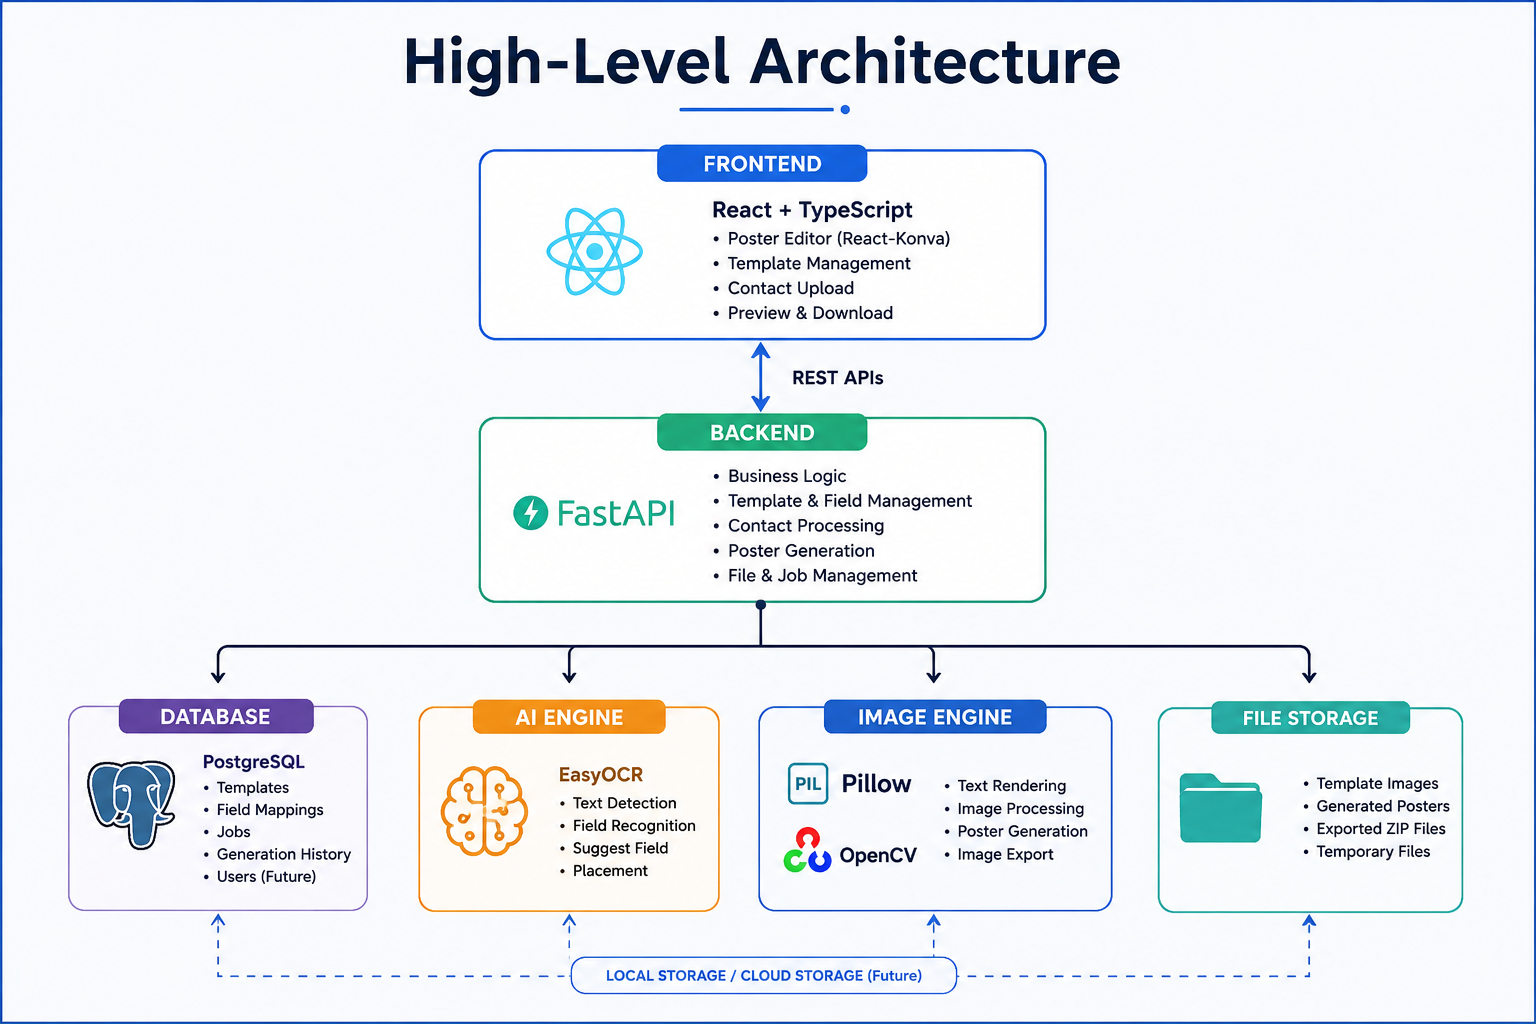 High-Level Architecture
FRONTEND
React + TypeScript
• Poster Editor (React-Konva)
• Template Management
• Contact Upload
• Preview & Download
REST APIs
BACKEND
FastAPI
• Business Logic
• Template & Field Management
• Contact Processing
• Poster Generation
• File & Job Management
DATABASE
PostgreSQL
• Templates
• Field Mappings
• Jobs
• Generation History
• Users (Future)
AI ENGINE
EasyOCR
• Text Detection
• Field Recognition
• Suggest Field
• Placement
IMAGE ENGINE
PIL
Pillow
OpenCV
• Text Rendering
• Image Processing
• Poster Generation
• Image Export
FILE STORAGE
• Template Images
• Generated Posters
• Exported ZIP Files
• Temporary Files
LOCAL STORAGE / CLOUD STORAGE (Future)